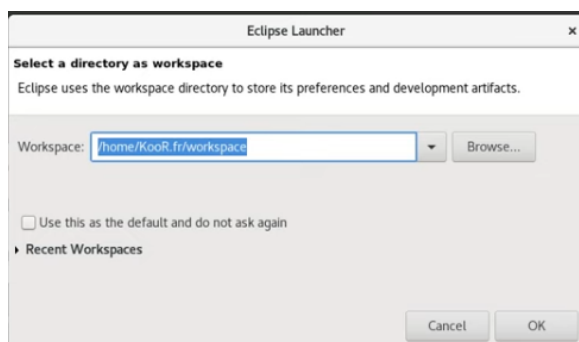 Eclipse Launcher
Select a directory as workspace
Eclipse uses the workspace directory to store its preferences and development artifacts.
Workspace: /home/KooR.fr/workspace Browse...
Use this as the default and do not ask again
Recent Workspaces
Cancel OK